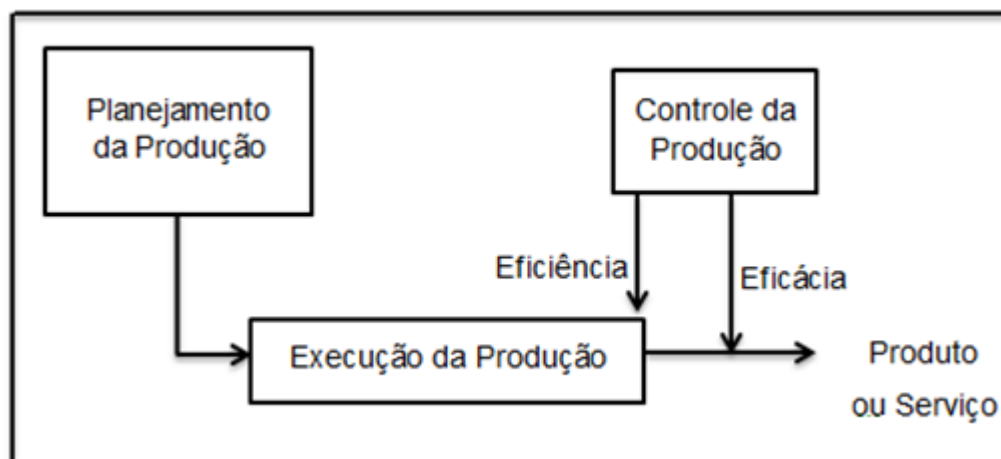 Planejamento
da Produção
Controle da
Produção
Eficiência
Eficácia
Execução da Produção
Produto
ou Serviço